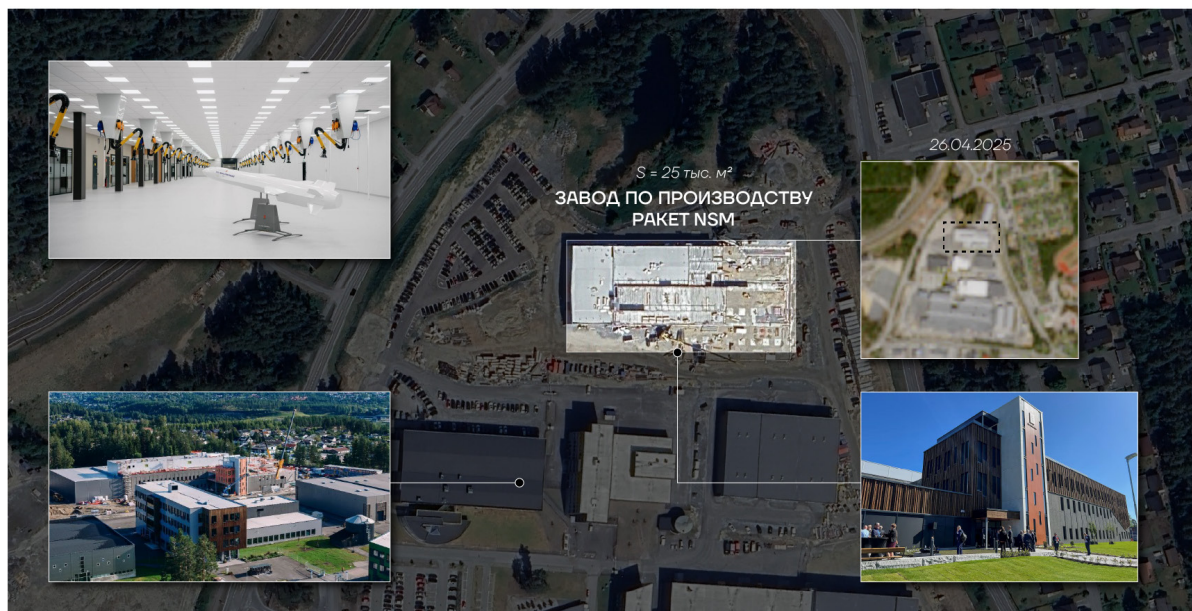 S = 25 тыс. м²
ЗАВОД ПО ПРОИЗВОДСТВУ
РАКЕТ NSM
26.04.2025